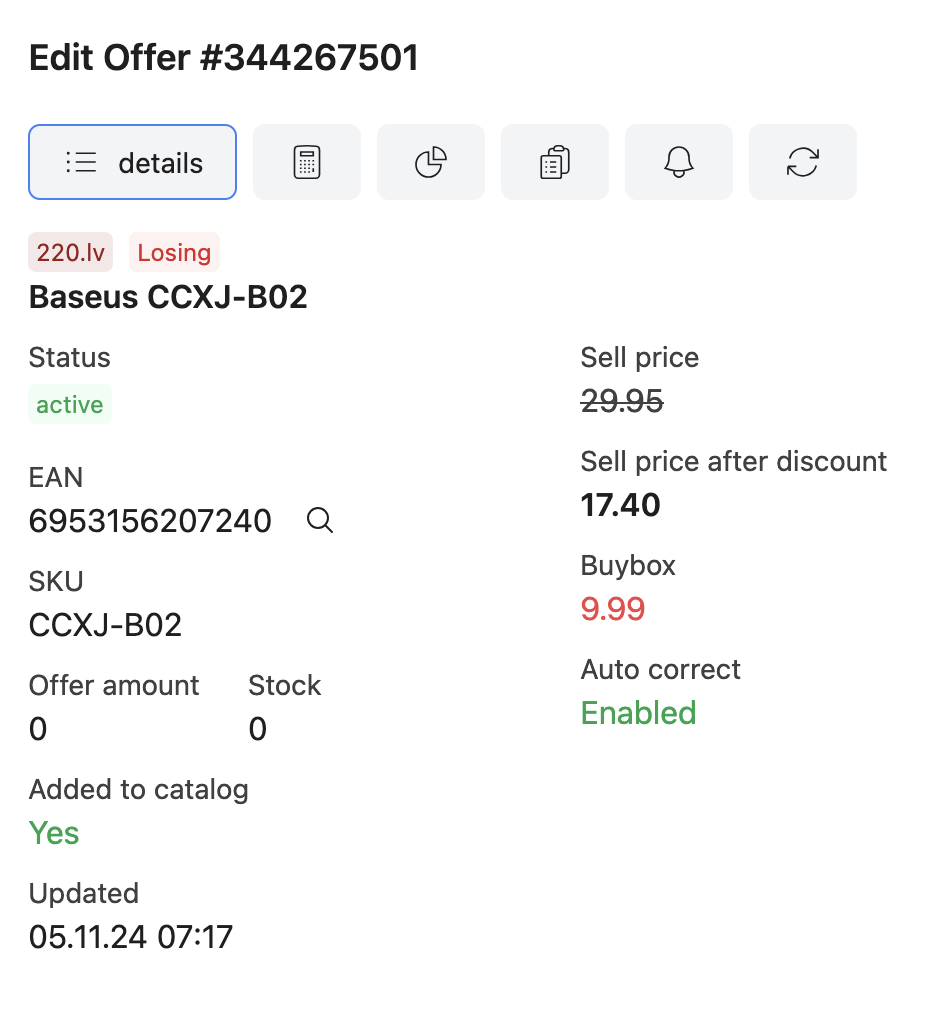 Edit Offer #344267501
details
220.lv Losing
Baseus CCXJ-B02
Status
active
EAN
6953156207240
SKU
CCXJ-B02
Offer amount Stock
0 0
Added to catalog
Yes
Updated
05.11.24 07:17
Sell price
29.95
Sell price after discount
17.40
Buybox
9.99
Auto correct
Enabled